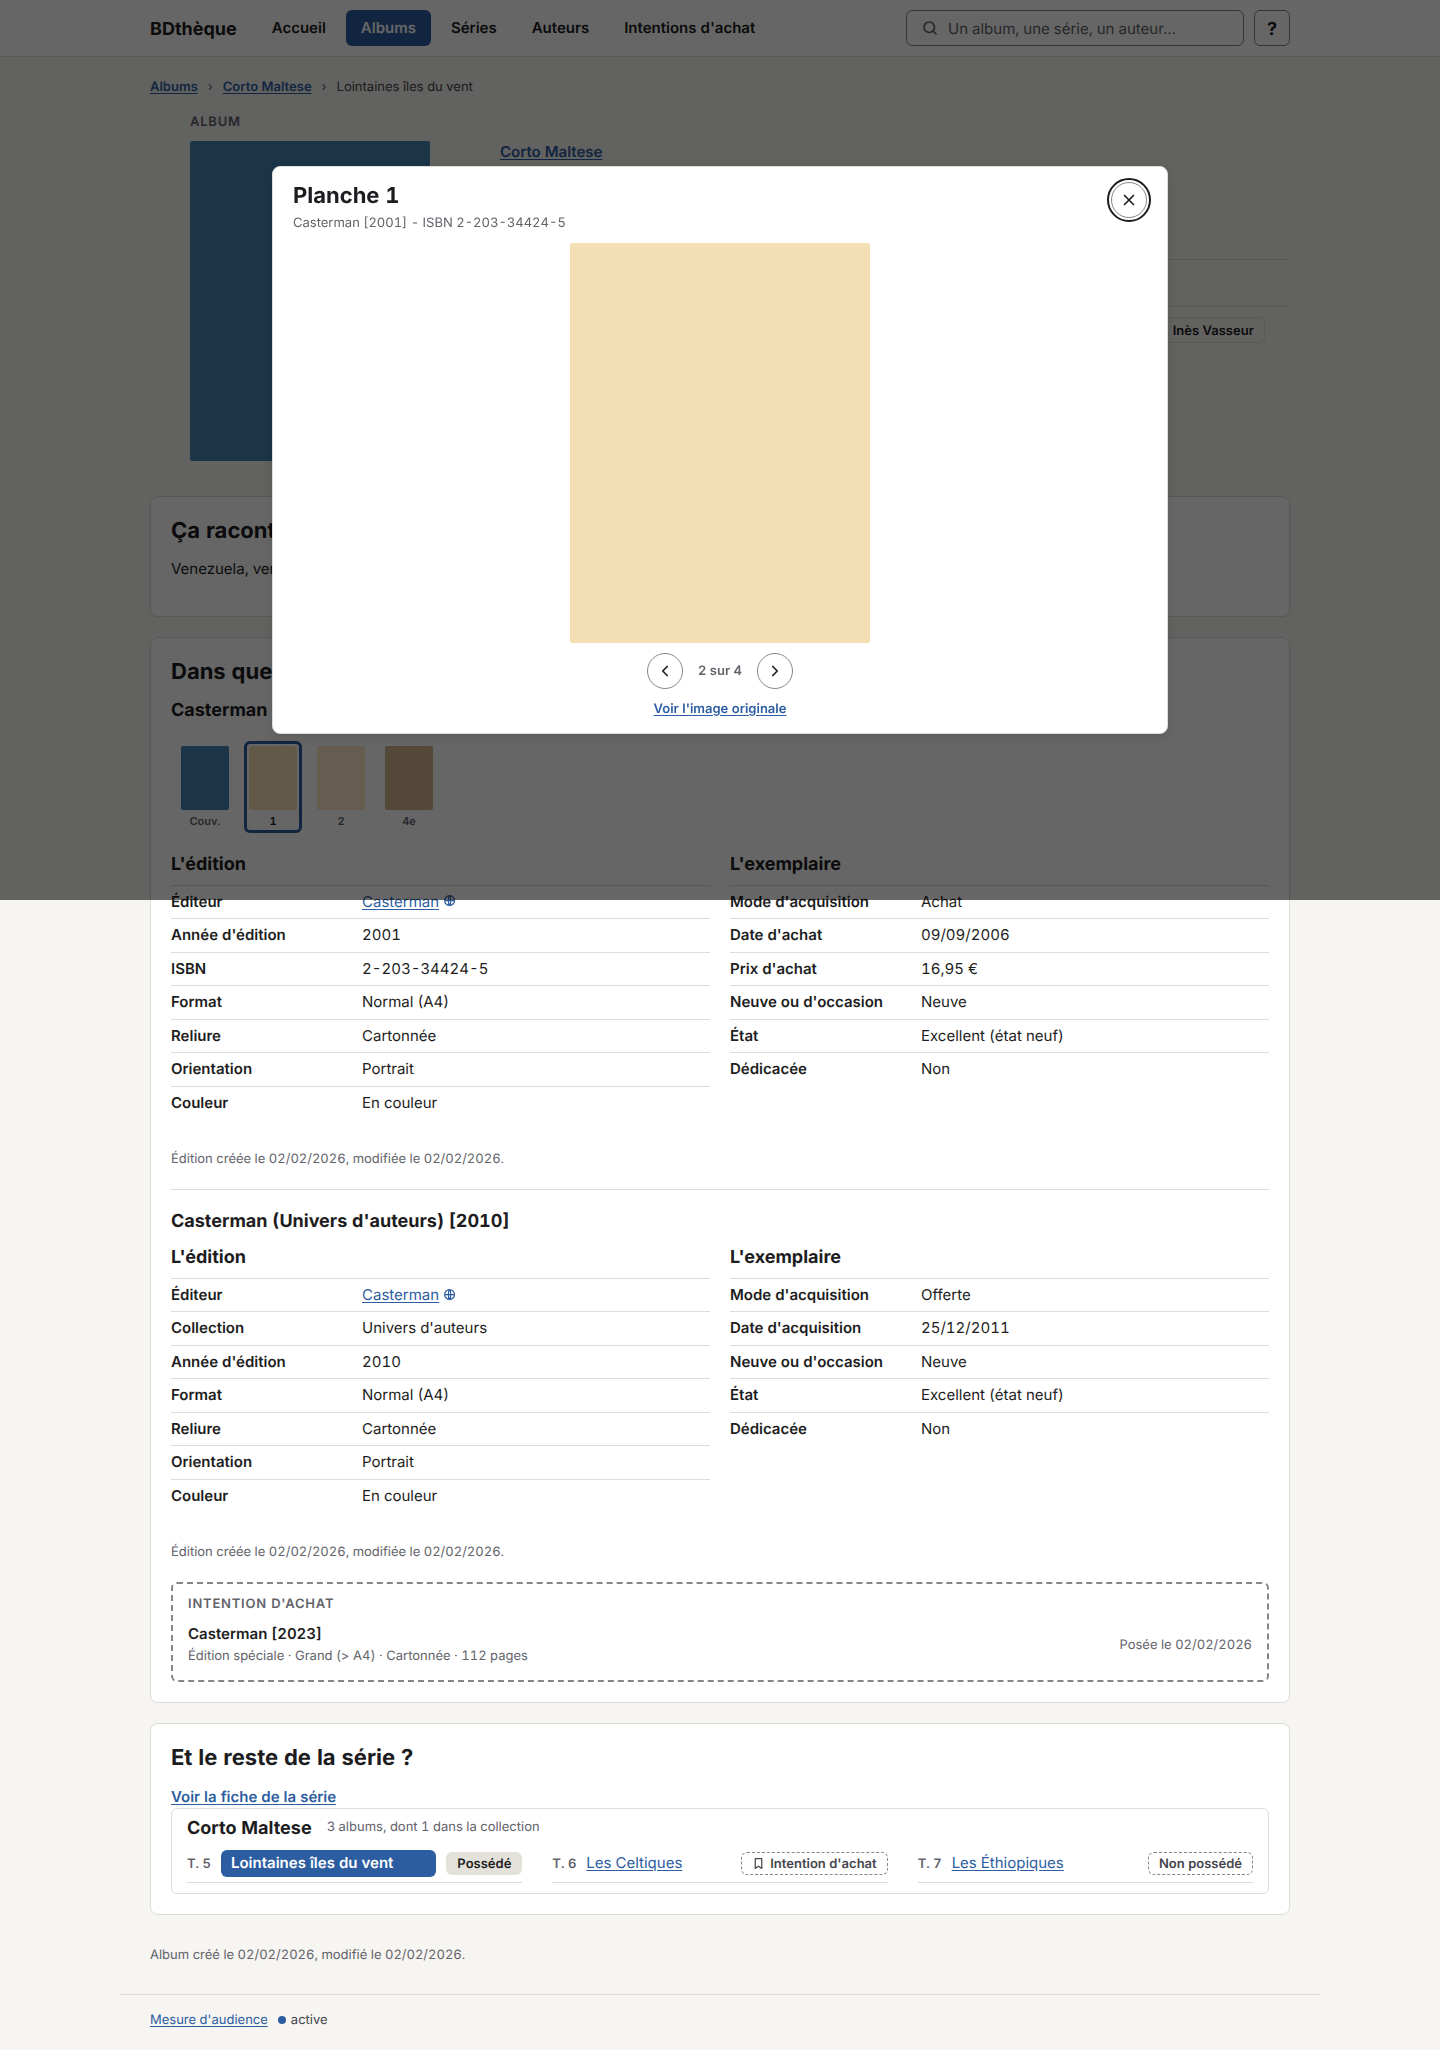 BDthèque Accueil Albums Séries Auteurs Intentions d'achat Un album, une série, un auteur... ?
Albums › Corto Maltese › Lointaines îles du vent
ALBUM
Corto Maltese
Planche 1
Casterman [2001] - ISBN 2-203-34424-5
Inès Vasseur
Ça racont
Venezuela, ve
2 sur 4
Dans que
Voir l'image originale
Casterman
Couv. 1 2 4e
L'édition L'exemplaire
Éditeur Casterman Mode d'acquisition Achat
Année d'édition 2001 Date d'achat 09/09/2006
ISBN 2-203-34424-5 Prix d'achat 16,95 €
Format Normal (A4) Neuve ou d'occasion Neuve
Reliure Cartonnée État Excellent (état neuf)
Orientation Portrait Dédicacée Non
Couleur En couleur
Édition créée le 02/02/2026, modifiée le 02/02/2026.
Casterman (Univers d'auteurs) [2010]
L'édition L'exemplaire
Éditeur Casterman Mode d'acquisition Offerte
Collection Univers d'auteurs Date d'acquisition 25/12/2011
Année d'édition 2010 Neuve ou d'occasion Neuve
Format Normal (A4) État Excellent (état neuf)
Reliure Cartonnée Dédicacée Non
Orientation Portrait
Couleur En couleur
Édition créée le 02/02/2026, modifiée le 02/02/2026.
INTENTION D'ACHAT
Casterman [2023]
Édition spéciale · Grand (> A4) · Cartonnée · 112 pages Posée le 02/02/2026
Et le reste de la série ?
Voir la fiche de la série
Corto Maltese 3 albums, dont 1 dans la collection
T. 5 Lointaines îles du vent Possédé T. 6 Les Celtiques Intention d'achat T. 7 Les Éthiopiques Non possédé
Album créé le 02/02/2026, modifié le 02/02/2026.
Mesure d'audience active